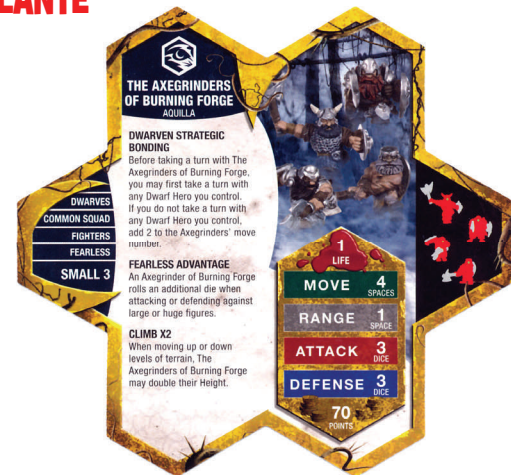 LANTE
THE AXEGRINDERS
OF BURNING FORGE
AQUILLA
DWARVEN STRATEGIC
BONDING
Before taking a turn with The
Axegrinders of Burning Forge,
you may first take a turn with
any Dwarf Hero you control.
If you do not take a turn with
any Dwarf Hero you control,
add 2 to the Axegrinders' move
number.
FEARLESS ADVANTAGE
An Axegrinder of Burning Forge
rolls an additional die when
attacking or defending against
large or huge figures.
CLIMB X2
When moving up or down
levels of terrain, The
Axegrinders of Burning Forge
may double their Height.
DWARVES
COMMON SQUAD
FIGHTERS
FEARLESS
SMALL 3
1
LIFE
MOVE 4
SPACES
RANGE 1
SPACE
ATTACK 3
DICE
DEFENSE 3
DICE
70
POINTS